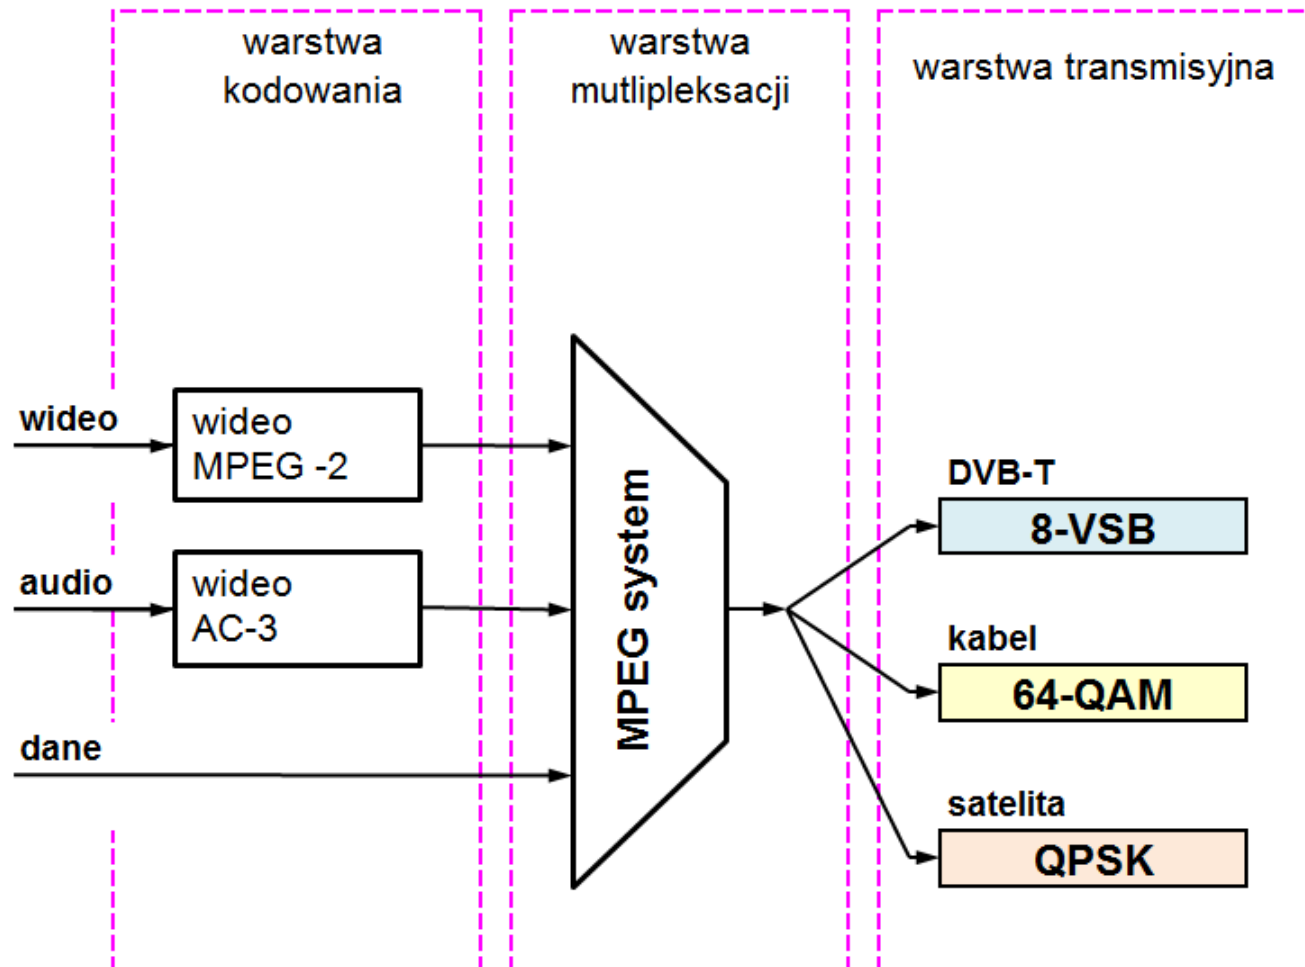 warstwa
kodowania
warstwa
mutlipleksacji
warstwa transmisyjna
wideo
wideo
MPEG -2
audio
wideo
AC-3
dane
MPEG system
DVB-T
8-VSB
kabel
64-QAM
satelita
QPSK